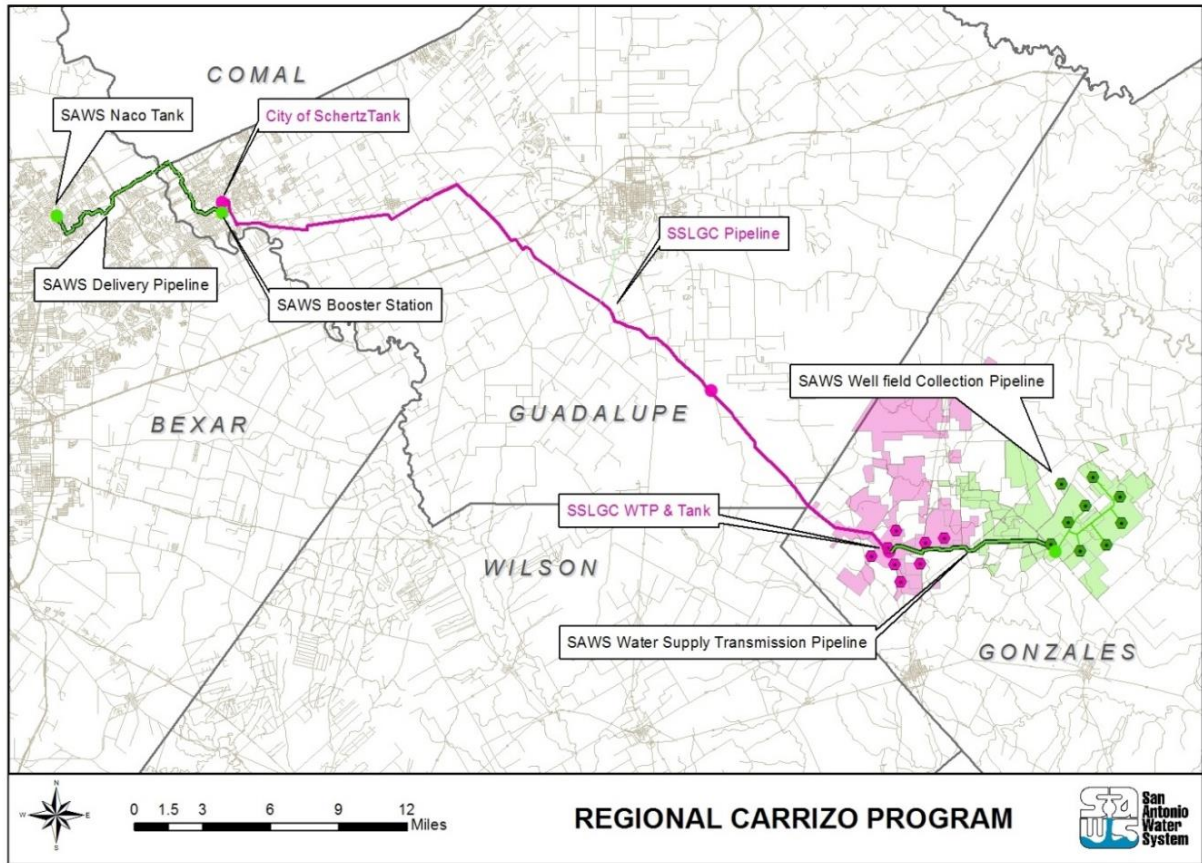 COMAL
SAWS Naco Tank
City of SchertzTank
SSLGC Pipeline
SAWS Delivery Pipeline
SAWS Booster Station
SAWS Well field Collection Pipeline
GUADALUPE
BEXAR
SSLGC WTP & Tank
WILSON
SAWS Water Supply Transmission Pipeline
GONZALES
N
W E
S
0 1.5 3 6 9 12
Miles
REGIONAL CARRIZO PROGRAM
SAWS
San
Antonio
Water
System